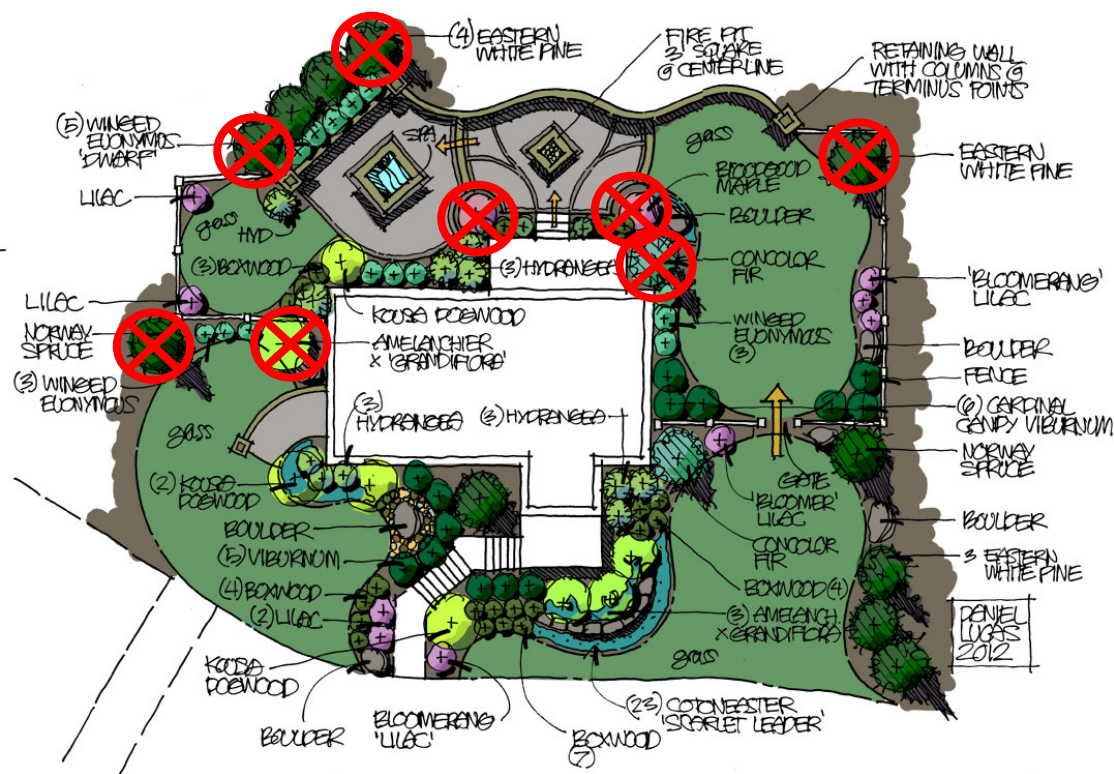 (4) EASTERN
WHITE PINE
FIRE PIT
3' SQUARE
@ CENTERLINE
RETAINING WALL
WITH COLUMNS @
TERMINUS POINTS
(5) WINGED
EUONYMOS
'DWARF'
SPA
grass
EASTERN
WHITE PINE
BLOODGOOD
MAPLE
LILAC
BOULDER
grass
HYD
(3) BOXWOOD
(3) HYDRANGEA
CONCOLOR
FIR
'BLOOMERANG'
LILAC
LILAC
KOUSA DOGWOOD
NORWAY
SPRUCE
AMELANCHIER
X 'GRANDIFLORA'
WINGED
EUONYMOUS
(3)
BOULDER
(3) WINGED
EUONYMOUS
FENCE
(3)
HYDRANGEA
(3) HYDRANGEA
(6) CARDINAL
CANDY VIBURNUM
grass
NORWAY
SPRUCE
(2) KOUSA
DOGWOOD
GATE
'BLOOMER'
LILAC
BOULDER
BOULDER
CONCOLOR
FIR
(5) VIBURNUM
3 EASTERN
WHITE PINE
(4) BOXWOOD
BOXWOOD (4)
(2) LILAC
(3) AMELANCH
X GRANDIFLORA
DANIEL
LUCAS
2012
KOUSA
DOGWOOD
grass
(23) COTONEASTER
'SCARLET LEADER'
BOULDER
BLOOMERANG
'LILAC'
BOXWOOD
(7)